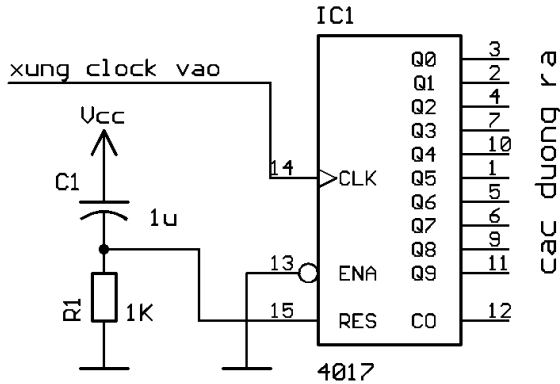 IC1
xung clock vao
Vcc
C1
1u
R1
1K
14
13
15
CLK
ENA
RES
Q0 3
Q1 2
Q2 4
Q3 7
Q4 10
Q5 1
Q6 5
Q7 6
Q8 9
Q9 11
CO 12
4017
cac duong ra